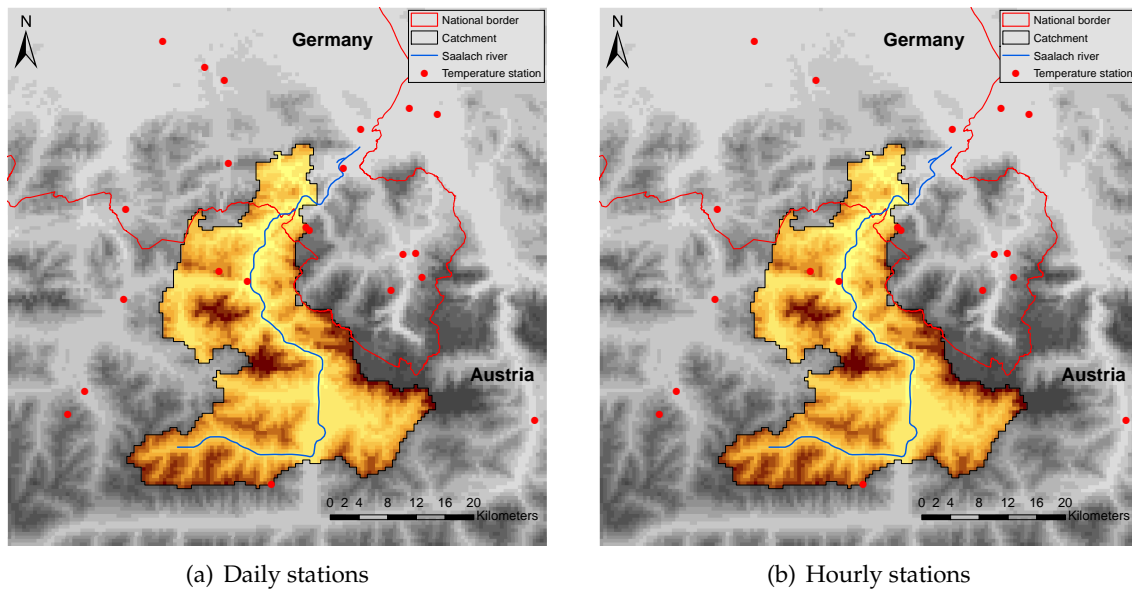 N
Germany
National border
Catchment
Saalach river
Temperature station
Austria
0 2 4 8 12 16 20
Kilometers
(a) Daily stations
N
Germany
National border
Catchment
Saalach river
Temperature station
Austria
0 2 4 8 12 16 20
Kilometers
(b) Hourly stations